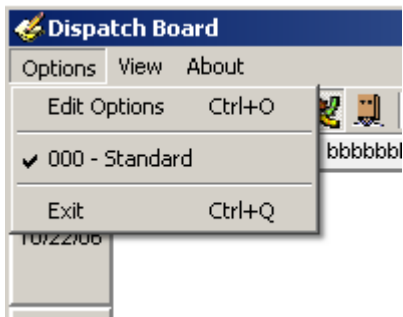 Dispatch Board
Options View About
Edit Options Ctrl+O
000 - Standard
bbbbbb
Exit Ctrl+Q
10/22/06